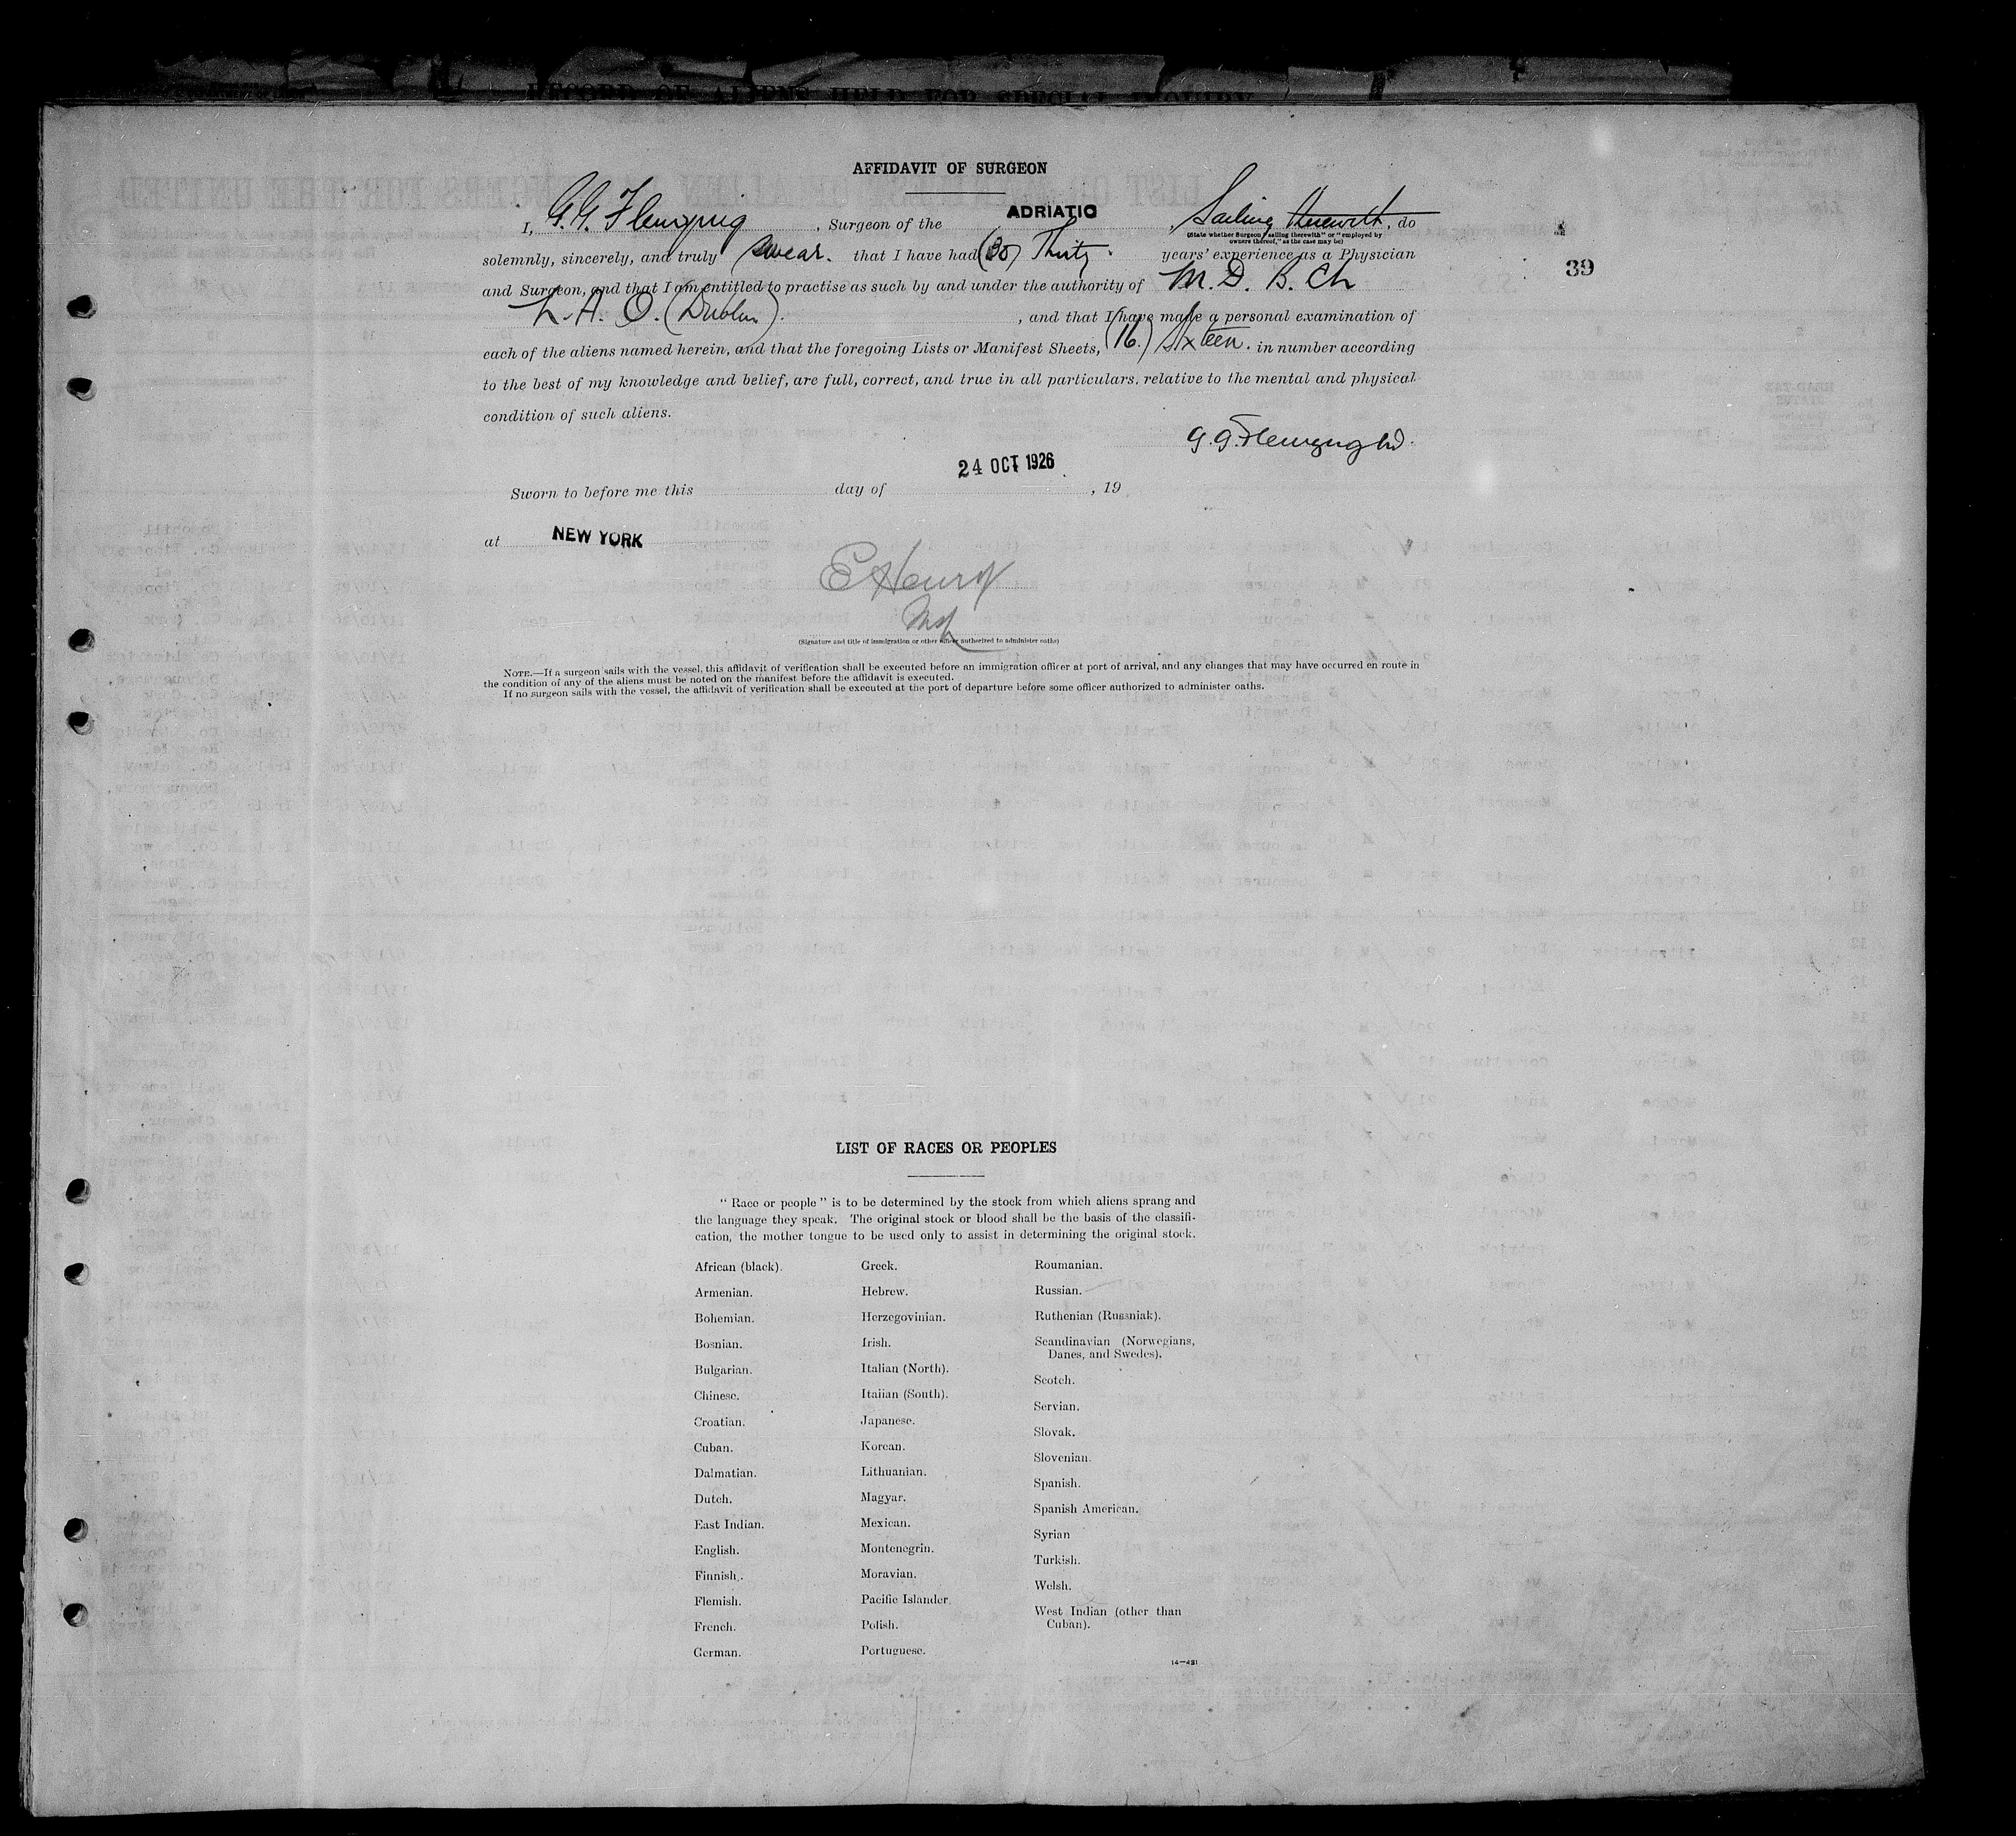 RECORD OF ALIENS HELD FOR SPECIAL INQUIRY
AFFIDAVIT OF SURGEON
I, G. G. Flemyng, Surgeon of the ADRIATIC, Sailing therewith, do
(State whether Surgeon "sailing therewith" or "employed by
owners thereof," as the case may be)
solemnly, sincerely, and truly swear. that I have had (30) Thirty. years' experience as a Physician
39
and Surgeon, and that I am entitled to practise as such by and under the authority of M. D. B. Ch
L. A. O. (Dublin)., and that I have made a personal examination of
each of the aliens named herein, and that the foregoing Lists or Manifest Sheets, (16.) Sixteen. in number according
to the best of my knowledge and belief, are full, correct, and true in all particulars, relative to the mental and physical
condition of such aliens.
G. G. Flemyng
24 OCT 1926
Sworn to before me this day of , 19
at NEW YORK
E Henry
Insp
(Signature and title of immigration or other officer authorized to administer oaths)
NOTE.—If a surgeon sails with the vessel, this affidavit of verification shall be executed before an immigration officer at port of arrival, and any changes that may have occurred en route in
the condition of any of the aliens must be noted on the manifest before the affidavit is executed.
If no surgeon sails with the vessel, the affidavit of verification shall be executed at the port of departure before some officer authorized to administer oaths.
LIST OF RACES OR PEOPLES
"Race or people" is to be determined by the stock from which aliens sprang and
the language they speak. The original stock or blood shall be the basis of the classifi-
cation, the mother tongue to be used only to assist in determining the original stock.
African (black).
Armenian.
Bohemian.
Bosnian.
Bulgarian.
Chinese.
Croatian.
Cuban.
Dalmatian.
Dutch.
East Indian.
English.
Finnish.
Flemish.
French.
German.
Greek.
Hebrew.
Herzegovinian.
Irish.
Italian (North).
Italian (South).
Japanese.
Korean.
Lithuanian.
Magyar.
Mexican.
Montenegrin.
Moravian.
Pacific Islander.
Polish.
Portuguese.
Roumanian.
Russian.
Ruthenian (Russniak).
Scandinavian (Norwegians,
Danes, and Swedes).
Scotch.
Servian.
Slovak.
Slovenian.
Spanish.
Spanish American.
Syrian
Turkish.
Welsh.
West Indian (other than
Cuban).
14—421